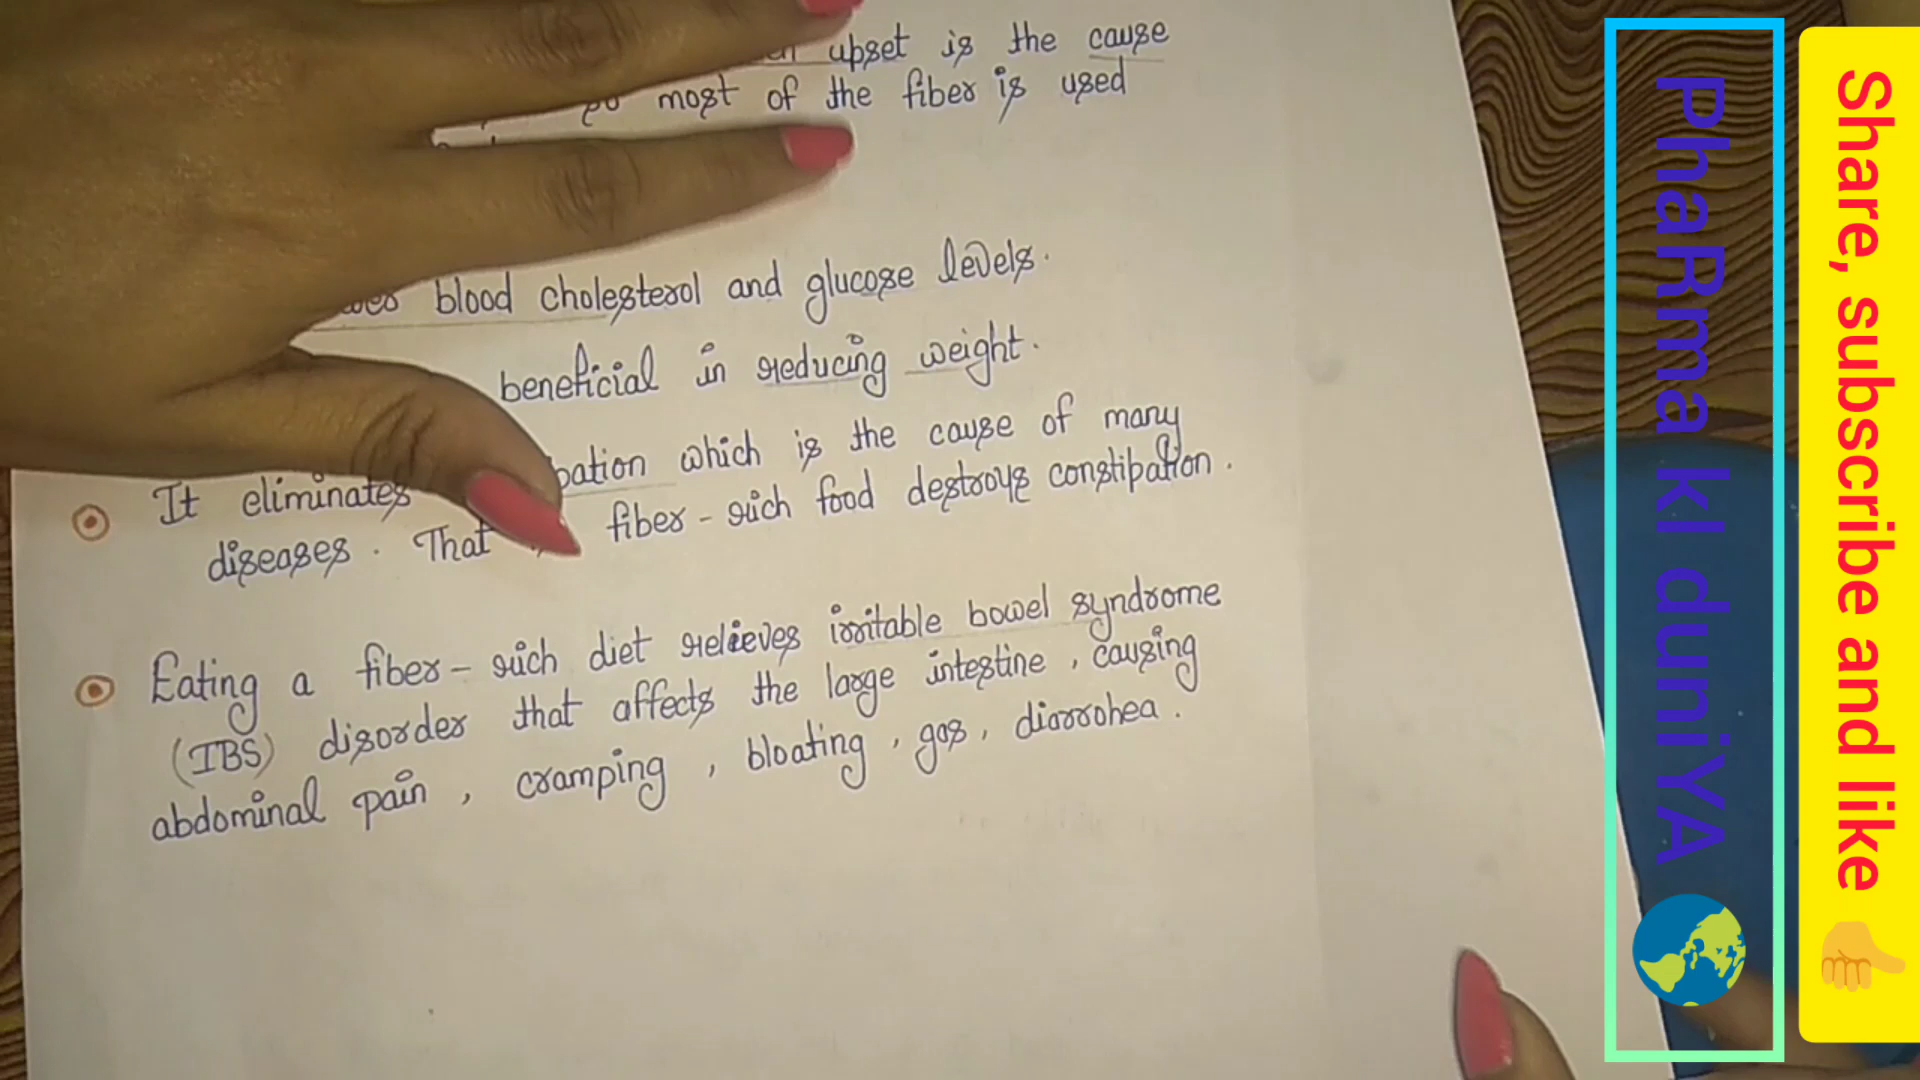 upset is the cause
most of the fiber is used
blood cholesterol and glucose levels.
beneficial in reducing weight.
It eliminates which is the cause of many
diseases. That fiber-rich food destroys constipation.
Eating a fiber-rich diet relieves irritable bowel syndrome
(IBS) disorder that affects the large intestine, causing
abdominal pain, cramping, bloating, gas, diarrohea.
PhaRma kI duniYA
Share, subscribe and like